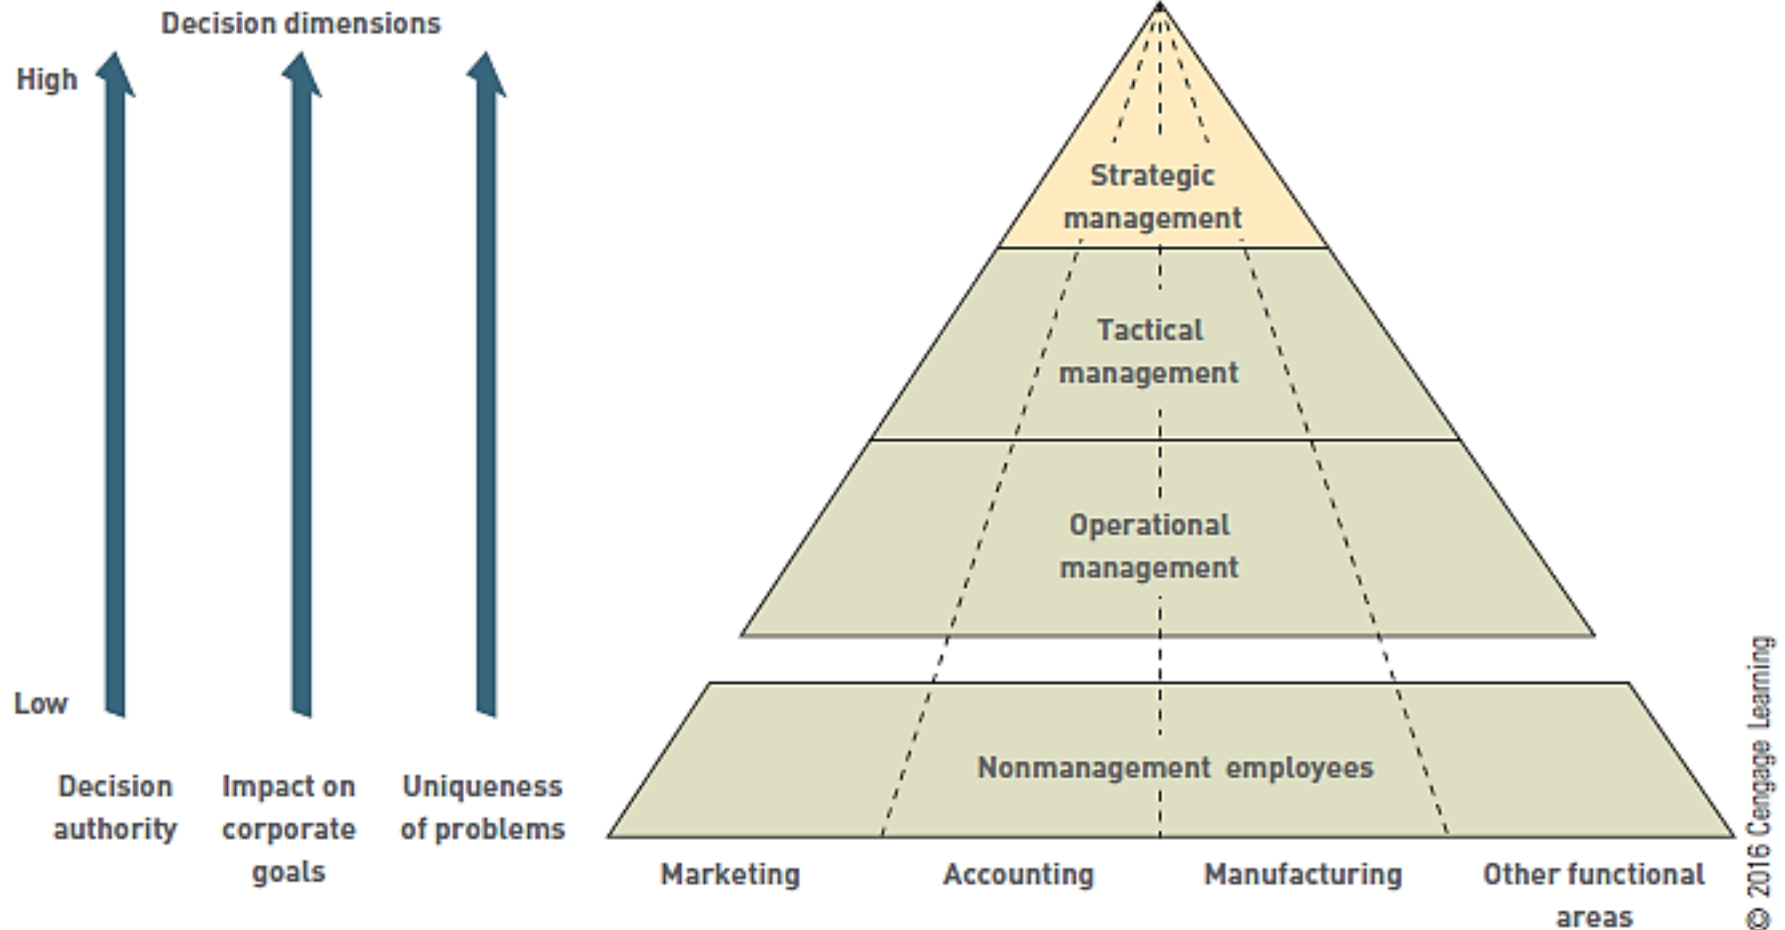 Decision dimensions
High
Low
Decision
authority
Impact on
corporate
goals
Uniqueness
of problems
Strategic
management
Tactical
management
Operational
management
Nonmanagement employees
Marketing
Accounting
Manufacturing
Other functional
areas
© 2016 Cengage Learning